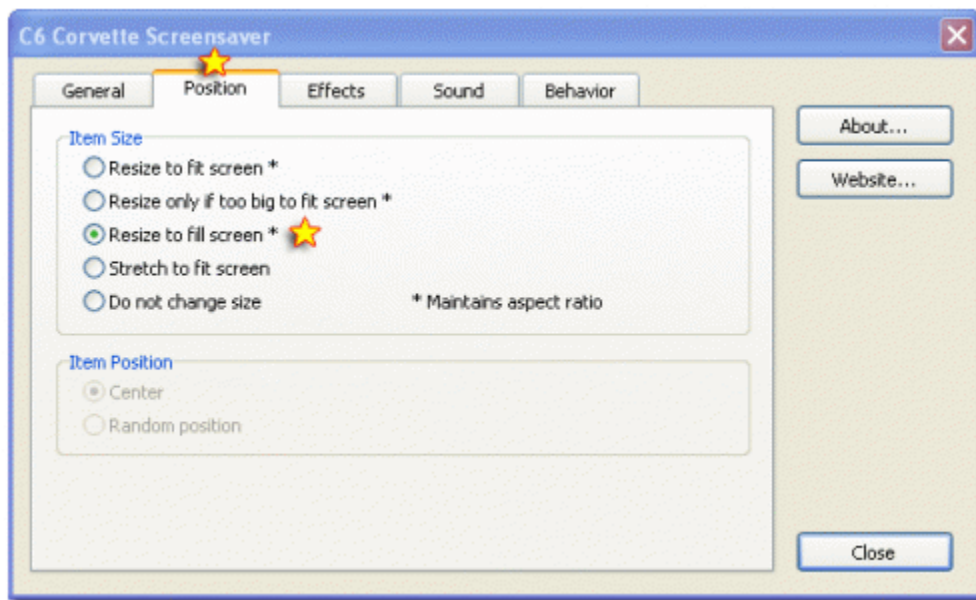 C6 Corvette Screensaver
General Position Effects Sound Behavior
About...
Website...
Item Size
Resize to fit screen *
Resize only if too big to fit screen *
Resize to fill screen *
Stretch to fit screen
Do not change size * Maintains aspect ratio
Item Position
Center
Random position
Close